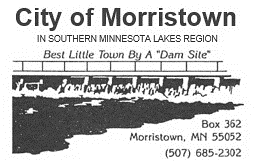 City of Morristown
IN SOUTHERN MINNESOTA LAKES REGION
Best Little Town By A "Dam Site"
Box 362
Morristown, MN 55052
(507) 685-2302